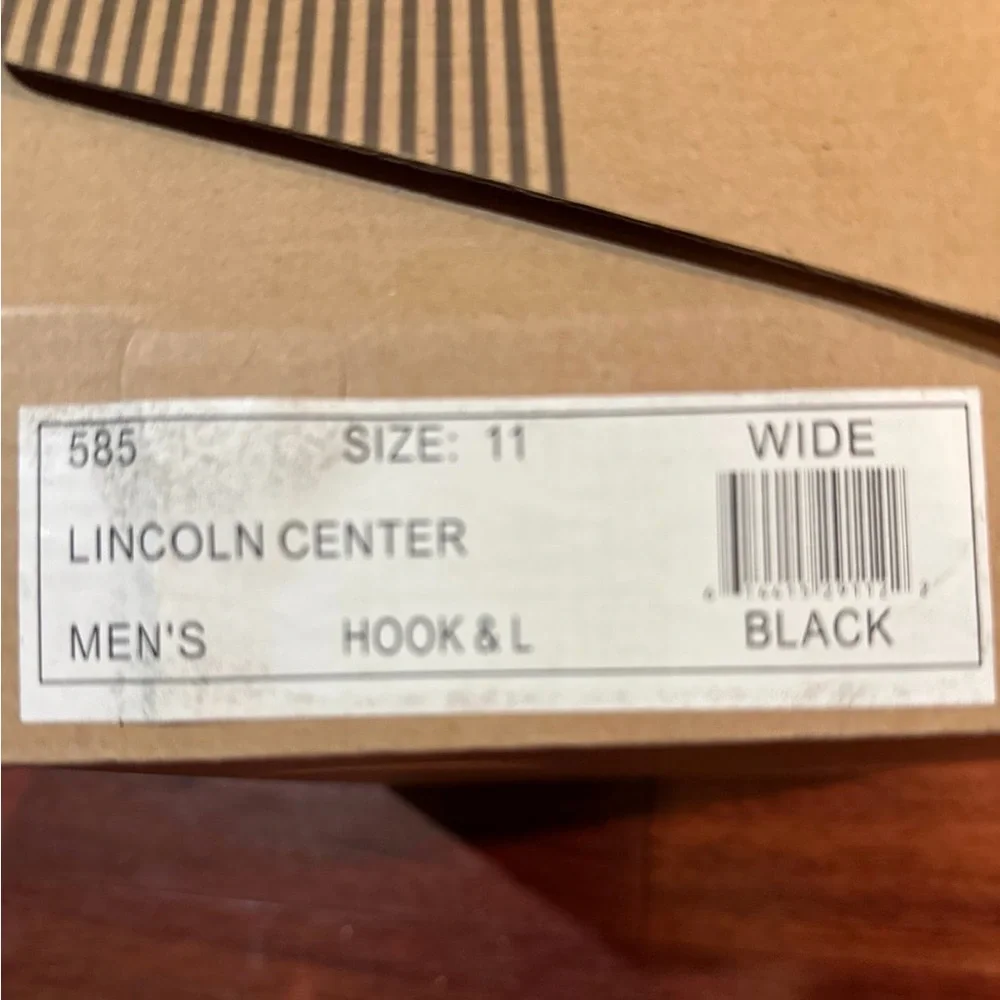 585 SIZE: 11 WIDE
LINCOLN CENTER
MEN'S HOOK & L BLACK